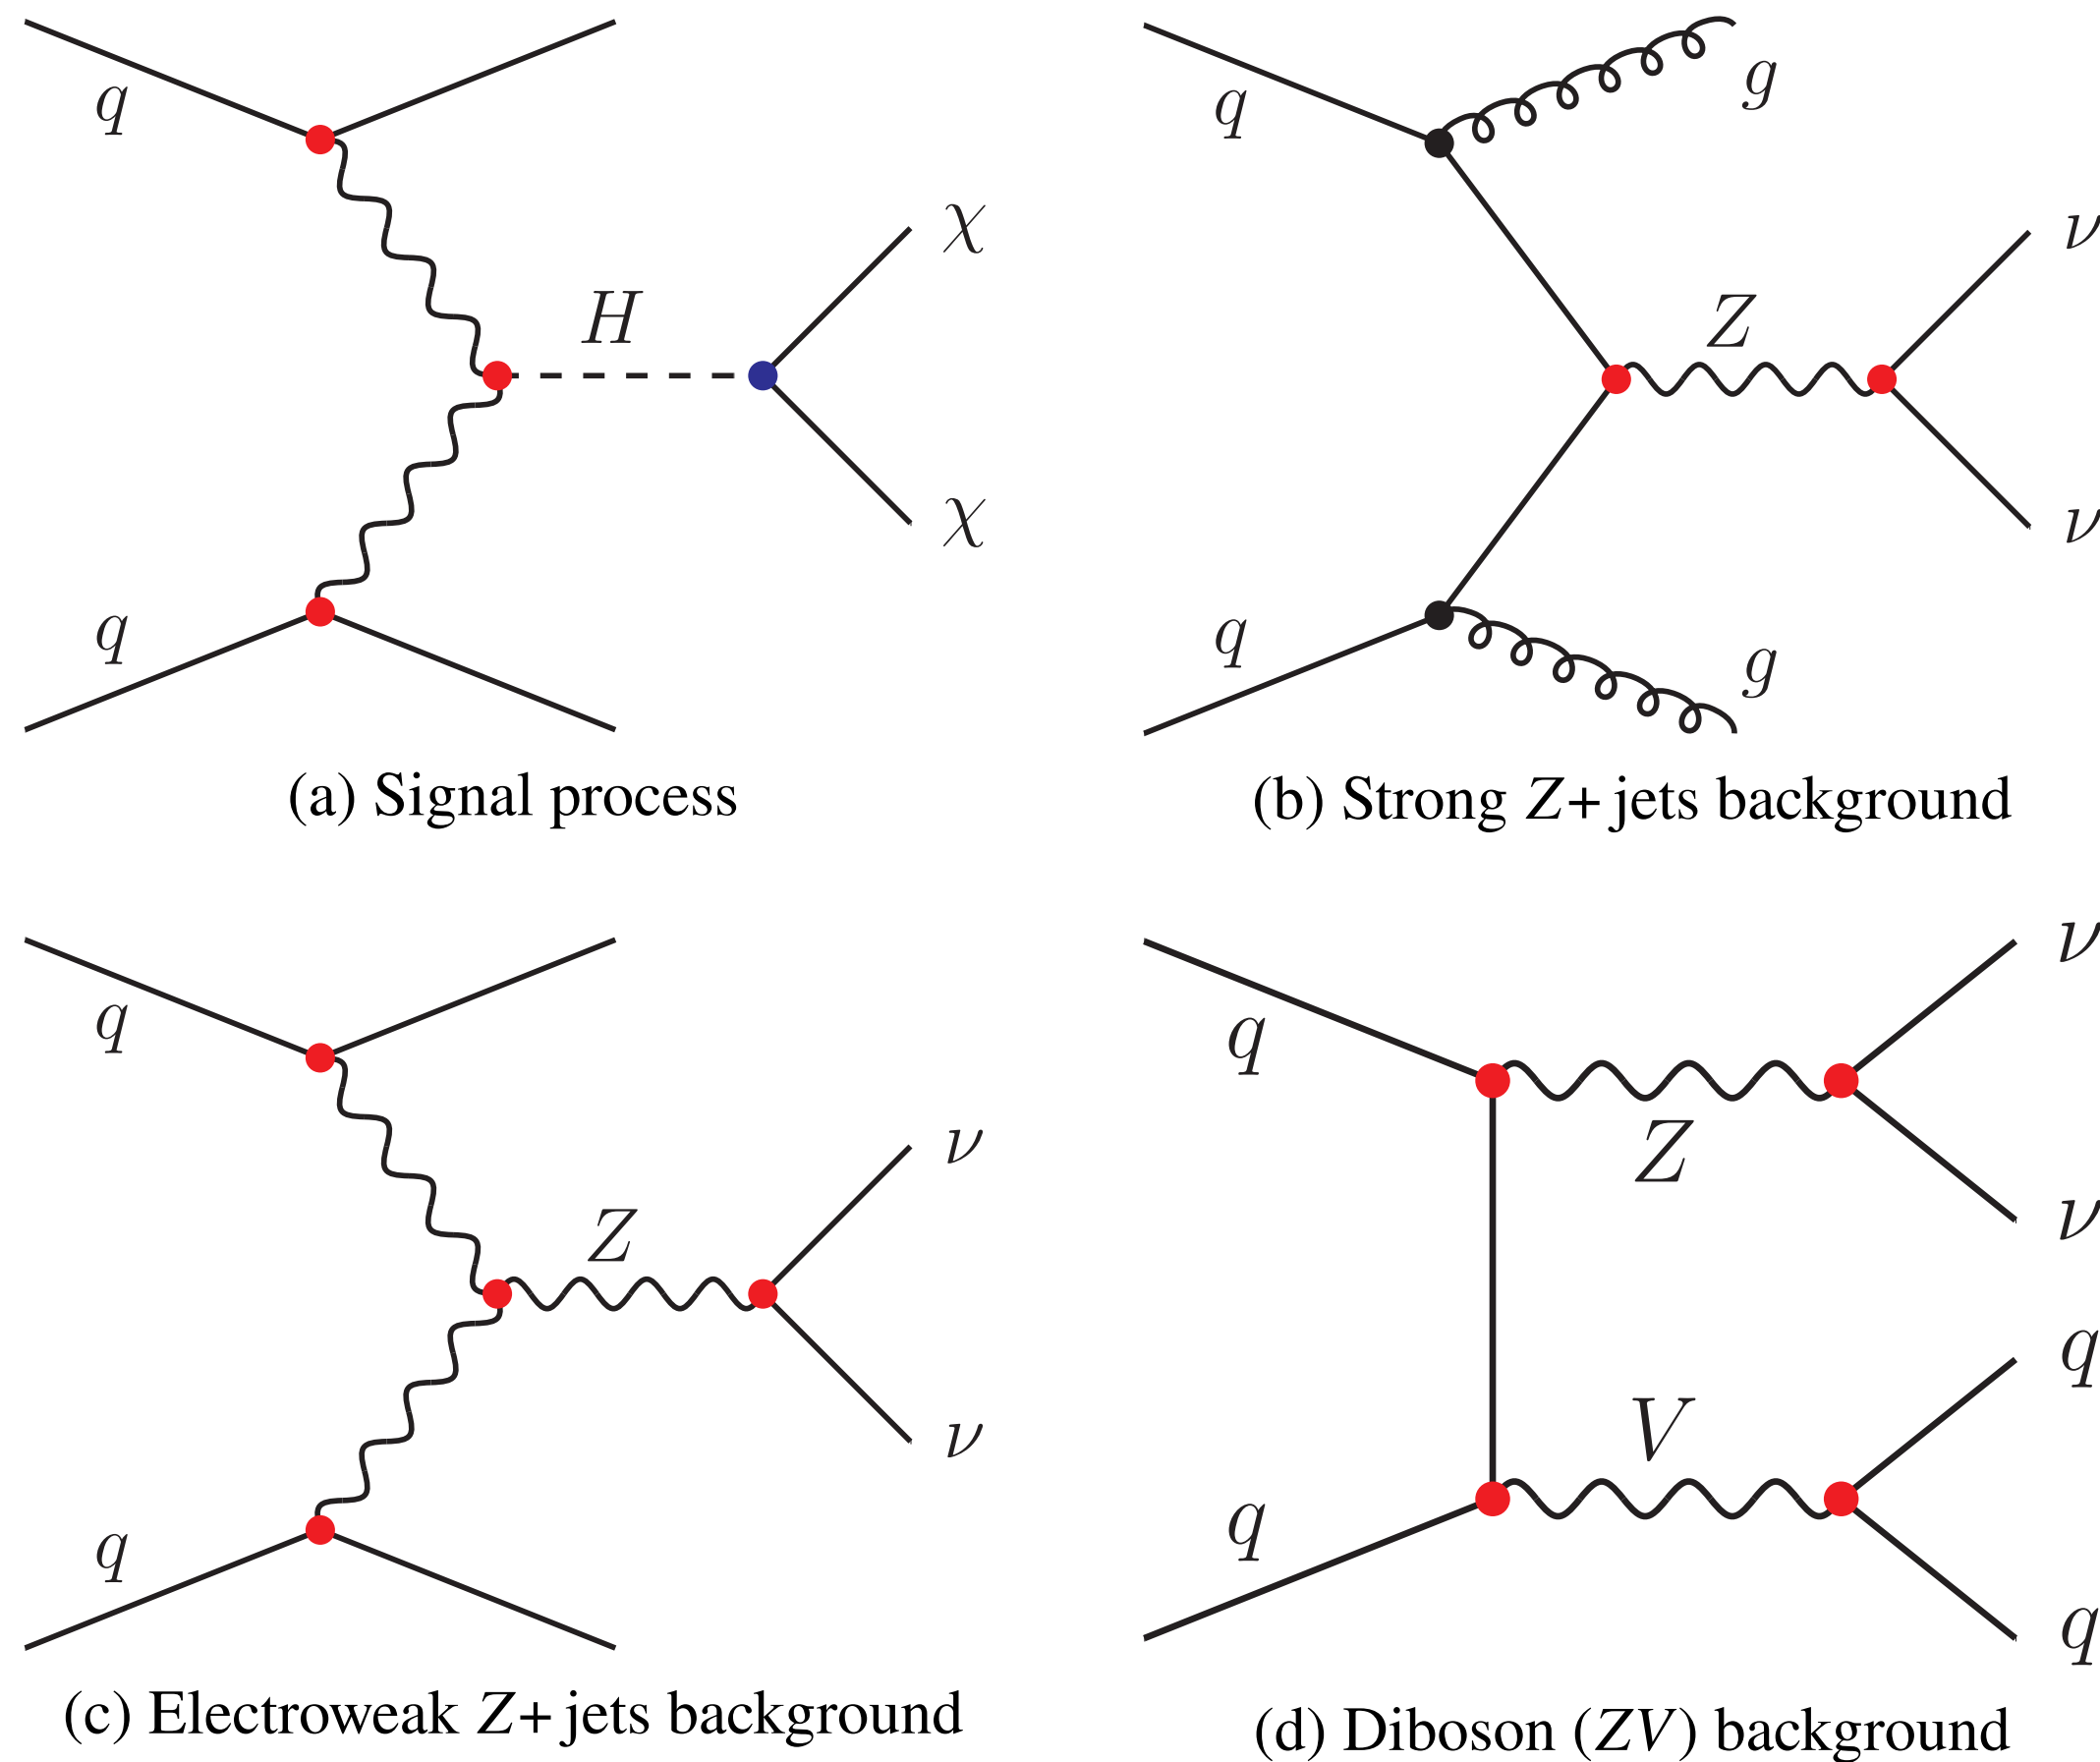 q
H
χ
χ
q
(a) Signal process
q
g
Z
ν
ν
q
g
(b) Strong Z+jets background
q
Z
ν
ν
q
(c) Electroweak Z+jets background
q
Z
ν
ν
V
q
q
q
(d) Diboson (ZV) background